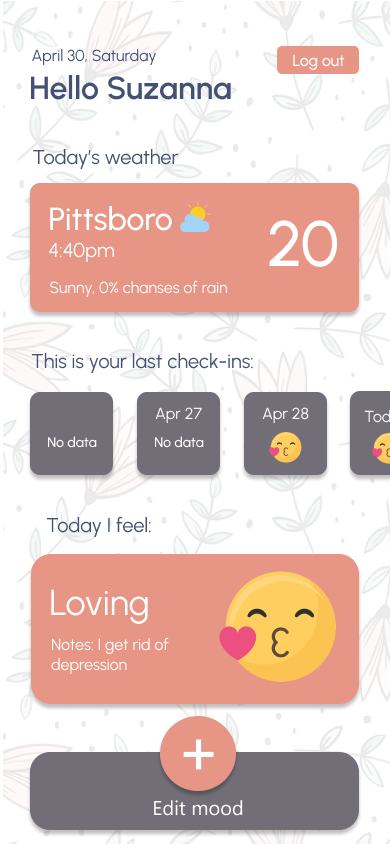 April 30, Saturday
Log out
Hello Suzanna
Today's weather
Pittsboro
4:40pm
20
Sunny, 0% chanses of rain
This is your last check-ins:
No data
Apr 27
No data
Apr 28
Tod
Today I feel:
Loving
Notes: I get rid of
depression
+
Edit mood